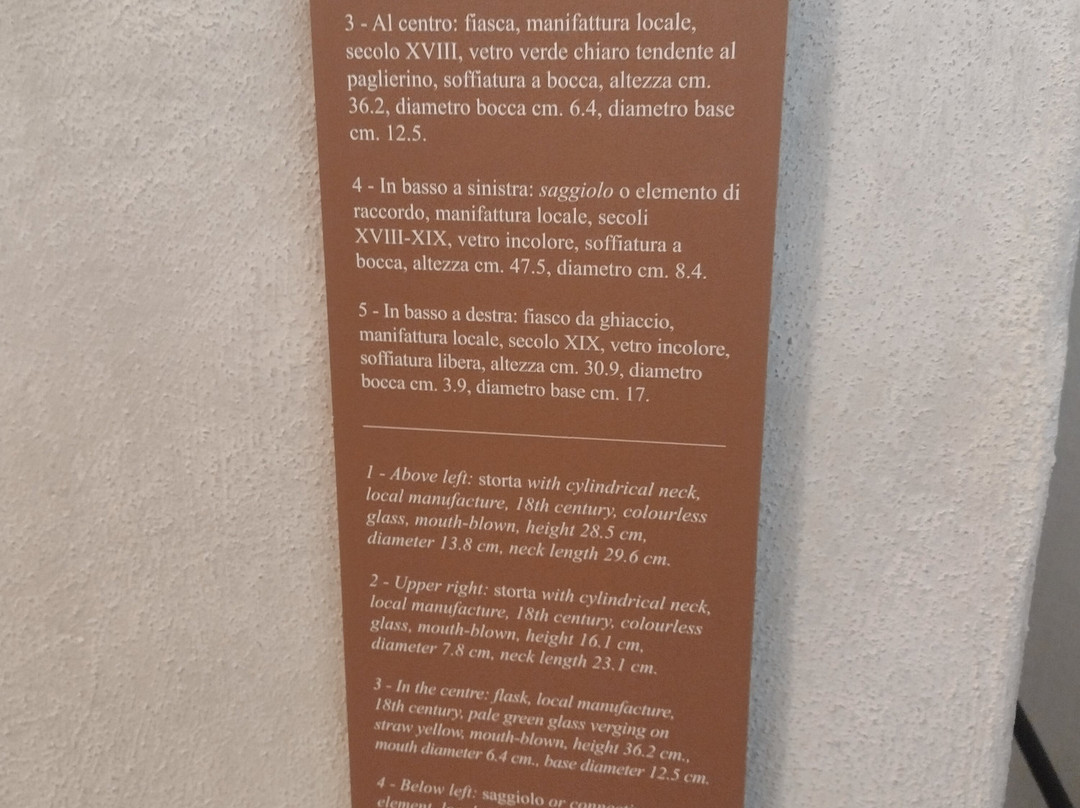 3 - Al centro: fiasca, manifattura locale,
secolo XVIII, vetro verde chiaro tendente al
paglierino, soffiatura a bocca, altezza cm.
36.2, diametro bocca cm. 6.4, diametro base
cm. 12.5.
4 - In basso a sinistra: saggiolo o elemento di
raccordo, manifattura locale, secoli
XVIII-XIX, vetro incolore, soffiatura a
bocca, altezza cm. 47.5, diametro cm. 8.4.
5 - In basso a destra: fiasco da ghiaccio,
manifattura locale, secolo XIX, vetro incolore,
soffiatura libera, altezza cm. 30.9, diametro
bocca cm. 3.9, diametro base cm. 17.
1 - Above left: storta with cylindrical neck,
local manufacture, 18th century, colourless
glass, mouth-blown, height 28.5 cm,
diameter 13.8 cm, neck length 29.6 cm.
2 - Upper right: storta with cylindrical neck,
local manufacture, 18th century, colourless
glass, mouth-blown, height 16.1 cm,
diameter 7.8 cm, neck length 23.1 cm.
3 - In the centre: flask, local manufacture,
18th century, pale green glass verging on
straw yellow, mouth-blown, height 36.2 cm.,
mouth diameter 6.4 cm., base diameter 12.5 cm.
4 - Below left: saggiolo or
element,